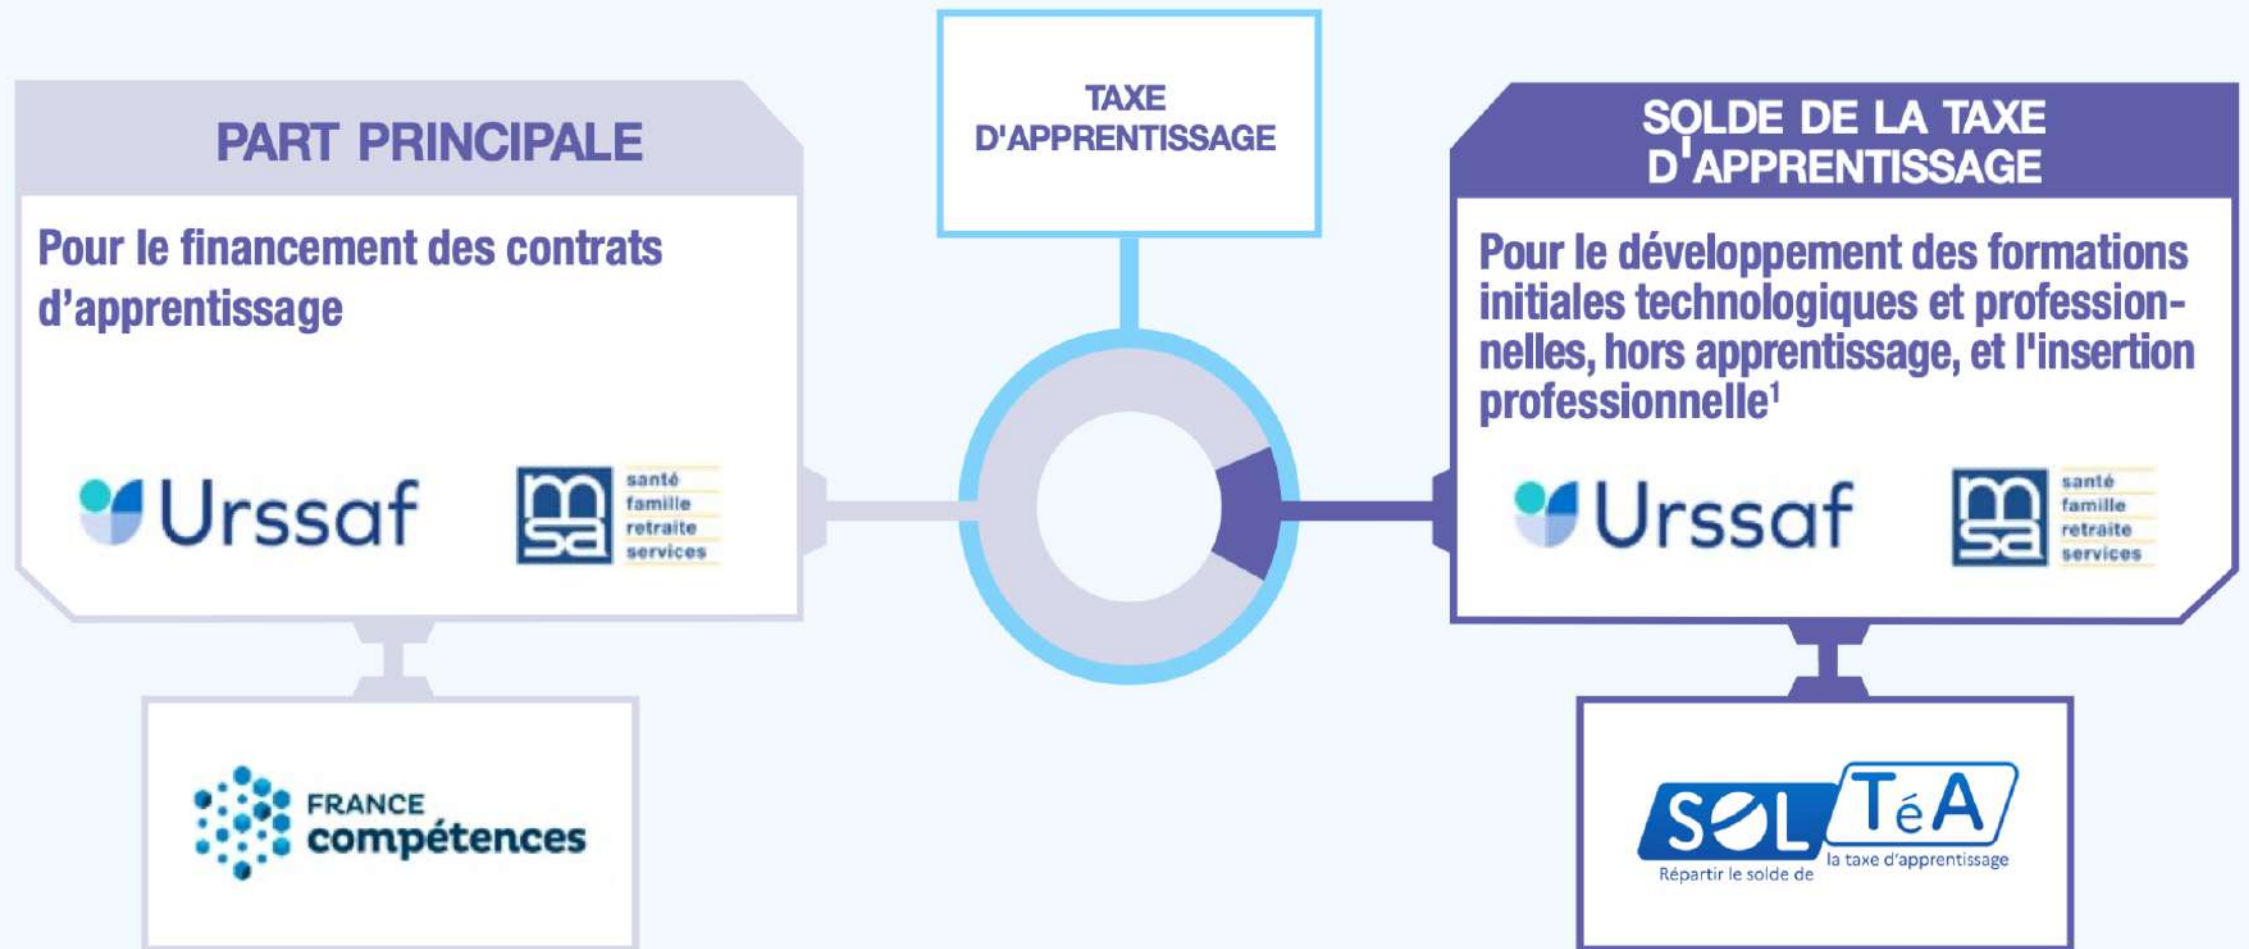 TAXE
D'APPRENTISSAGE
PART PRINCIPALE
Pour le financement des contrats
d'apprentissage
Urssaf
msa
santé
famille
retraite
services
FRANCE
compétences
SOLDE DE LA TAXE
D'APPRENTISSAGE
Pour le développement des formations
initiales technologiques et profession-
nelles, hors apprentissage, et l'insertion
professionnelle¹
Urssaf
msa
santé
famille
retraite
services
SOLTéA
Répartir le solde de la taxe d'apprentissage